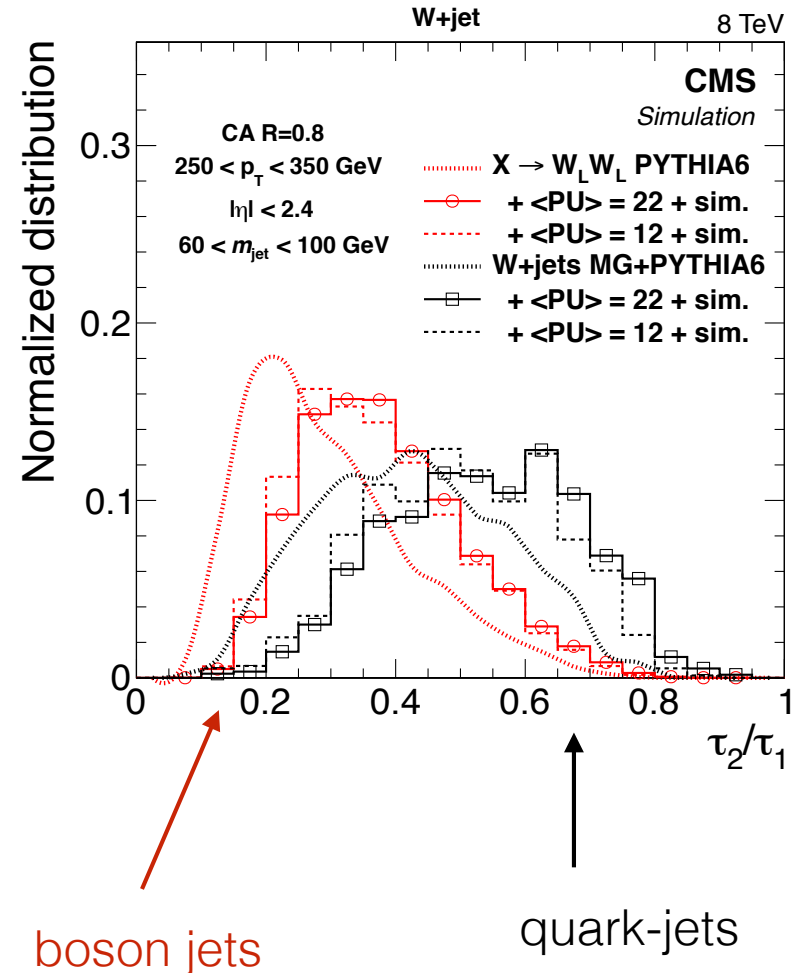 W+jet
8 TeV
CMS
Simulation
CA R=0.8
250 < p_T < 350 GeV
|η| < 2.4
60 < m_jet < 100 GeV
X → W_L W_L PYTHIA6
+ <PU> = 22 + sim.
+ <PU> = 12 + sim.
W+jets MG+PYTHIA6
+ <PU> = 22 + sim.
+ <PU> = 12 + sim.
Normalized distribution
0.3
0.2
0.1
0
0 0.2 0.4 0.6 0.8 1
τ_2/τ_1
boson jets
quark-jets